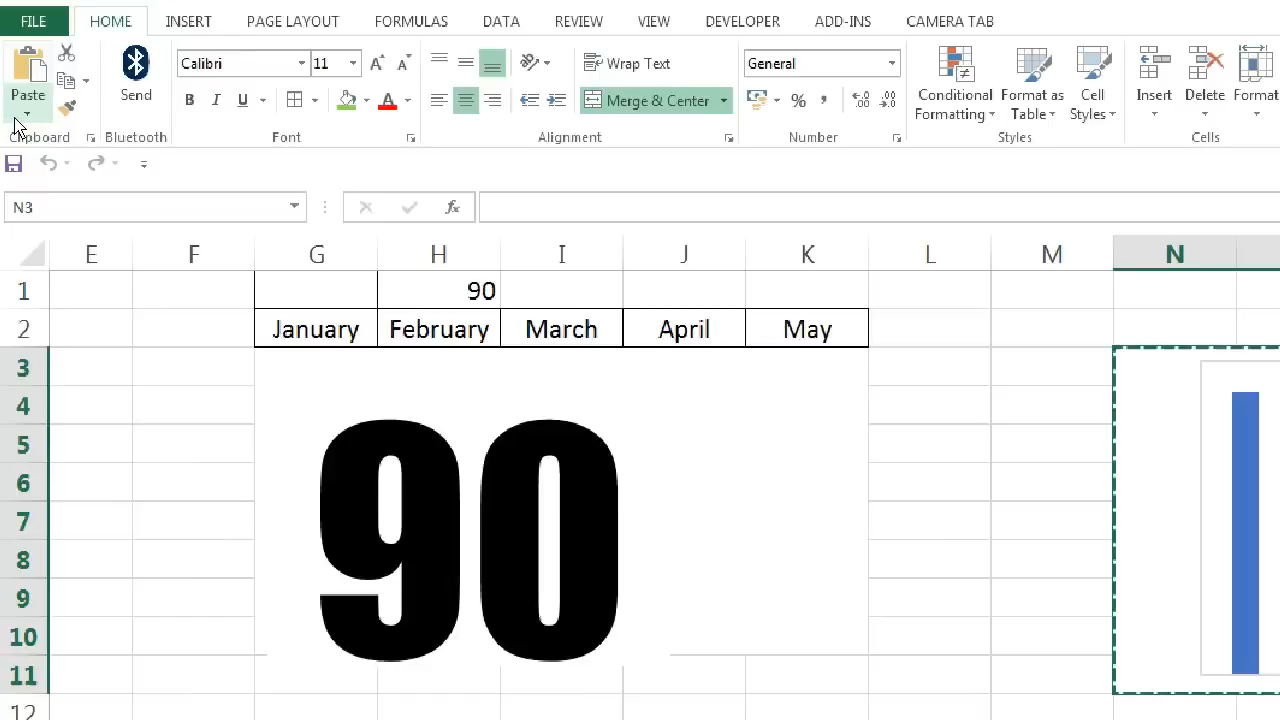 FILE HOME INSERT PAGE LAYOUT FORMULAS DATA REVIEW VIEW DEVELOPER ADD-INS CAMERA TAB
Calibri 11 Wrap Text General
Paste Send B I U A Merge & Center % , Conditional Formatting Format as Table Cell Styles Insert Delete Format
Clipboard Bluetooth Font Alignment Number Styles Cells
N3 fx
E F G H I J K L M N
1 90
2 January February March April May
3
4
5
6
7
8
9
10
11
12
90